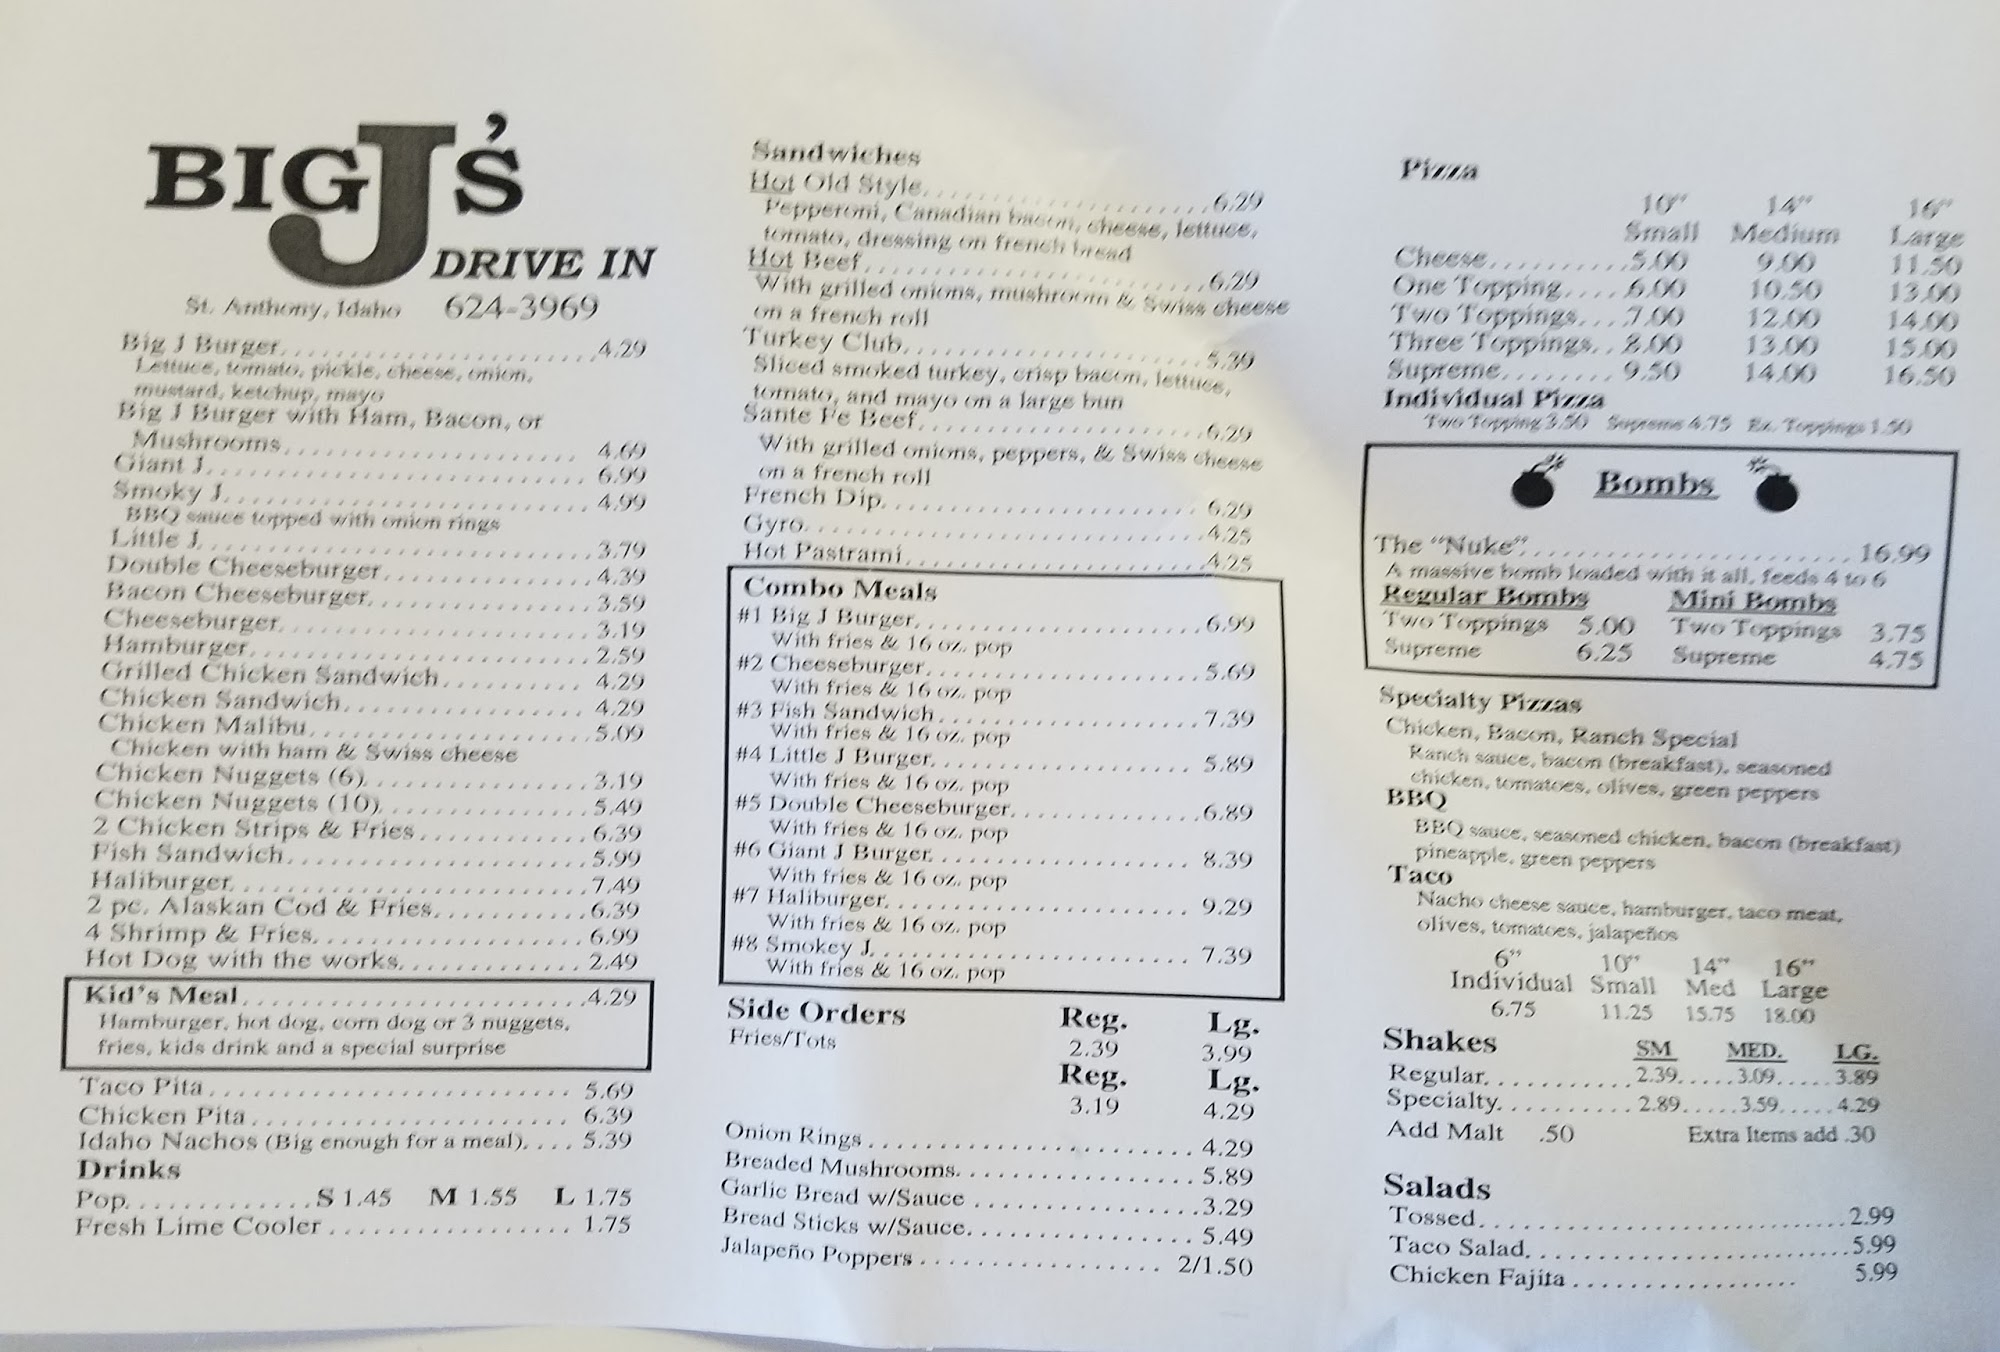 BIG J'S
DRIVE IN
St. Anthony, Idaho 624-3969
Big J Burger 4.29
Lettuce, tomato, pickle, cheese, onion,
mustard, ketchup, mayo
Big J Burger with Ham, Bacon, or
Mushrooms 4.69
Giant J 6.99
Smoky J 4.99
BBQ sauce topped with onion rings
Little J 3.79
Double Cheeseburger 4.39
Bacon Cheeseburger 3.59
Cheeseburger 3.19
Hamburger 2.59
Grilled Chicken Sandwich 4.29
Chicken Sandwich 4.29
Chicken Malibu 5.09
Chicken with ham & Swiss cheese
Chicken Nuggets (6) 3.19
Chicken Nuggets (10) 5.49
2 Chicken Strips & Fries 6.39
Fish Sandwich 5.99
Haliburger 7.49
2 pc. Alaskan Cod & Fries 6.39
4 Shrimp & Fries 6.99
Hot Dog with the works 2.49
Kid's Meal 4.29
Hamburger, hot dog, corn dog or 3 nuggets,
fries, kids drink and a special surprise
Taco Pita 5.69
Chicken Pita 6.39
Idaho Nachos (Big enough for a meal) 5.39
Drinks
Pop S 1.45 M 1.55 L 1.75
Fresh Lime Cooler 1.75
Sandwiches
Hot Old Style 6.29
Pepperoni, Canadian bacon, cheese, lettuce,
tomato, dressing on french bread
Hot Beef 6.29
With grilled onions, mushroom & Swiss cheese
on a french roll
Turkey Club 5.39
Sliced smoked turkey, crisp bacon, lettuce,
tomato, and mayo on a large bun
Sante Fe Beef 6.29
With grilled onions, peppers, & Swiss cheese
on a french roll
French Dip 6.29
Gyro 4.25
Hot Pastrami 4.25
Combo Meals
#1 Big J Burger 6.99
With fries & 16 oz. pop
#2 Cheeseburger 5.69
With fries & 16 oz. pop
#3 Fish Sandwich 7.39
With fries & 16 oz. pop
#4 Little J Burger 5.89
With fries & 16 oz. pop
#5 Double Cheeseburger 6.89
With fries & 16 oz. pop
#6 Giant J Burger 8.39
With fries & 16 oz. pop
#7 Haliburger 9.29
With fries & 16 oz. pop
#8 Smokey J 7.39
With fries & 16 oz. pop
Side Orders Reg. Lg.
Fries/Tots 2.39 3.99
Reg. Lg.
3.19 4.29
Onion Rings 4.29
Breaded Mushrooms 5.89
Garlic Bread w/Sauce 3.29
Bread Sticks w/Sauce 5.49
Jalapeño Poppers 2/1.50
Pizza
10" 14" 16"
Small Medium Large
Cheese 5.00 9.00 11.50
One Topping 6.00 10.50 13.00
Two Toppings 7.00 12.00 14.00
Three Toppings 8.00 13.00 15.00
Supreme 9.50 14.00 16.50
Individual Pizza
Two Topping 3.50 Supreme 4.75 Ex. Toppings 1.50
Bombs
The "Nuke" 16.99
A massive bomb loaded with it all, feeds 4 to 6
Regular Bombs Mini Bombs
Two Toppings 5.00 Two Toppings 3.75
Supreme 6.25 Supreme 4.75
Specialty Pizzas
Chicken, Bacon, Ranch Special
Ranch sauce, bacon (breakfast), seasoned
chicken, tomatoes, olives, green peppers
BBQ
BBQ sauce, seasoned chicken, bacon (breakfast)
pineapple, green peppers
Taco
Nacho cheese sauce, hamburger, taco meat,
olives, tomatoes, jalapeños
6" 10" 14" 16"
Individual Small Med Large
6.75 11.25 15.75 18.00
Shakes SM MED. LG.
Regular 2.39 3.09 3.89
Specialty 2.89 3.59 4.29
Add Malt .50 Extra Items add .30
Salads
Tossed 2.99
Taco Salad 5.99
Chicken Fajita 5.99